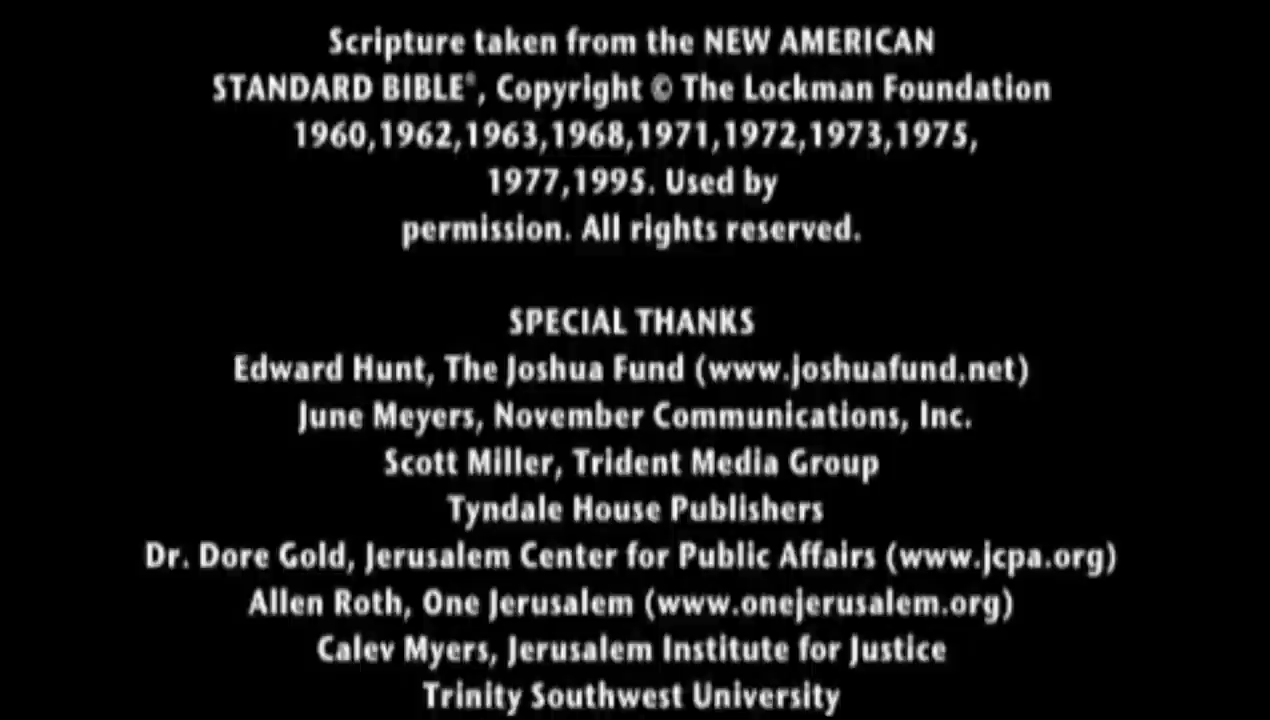 Scripture taken from the NEW AMERICAN
STANDARD BIBLE®, Copyright © The Lockman Foundation
1960,1962,1963,1968,1971,1972,1973,1975,
1977,1995. Used by
permission. All rights reserved.
SPECIAL THANKS
Edward Hunt, The Joshua Fund (www.joshuafund.net)
June Meyers, November Communications, Inc.
Scott Miller, Trident Media Group
Tyndale House Publishers
Dr. Dore Gold, Jerusalem Center for Public Affairs (www.jcpa.org)
Allen Roth, One Jerusalem (www.onejerusalem.org)
Calev Myers, Jerusalem Institute for Justice
Trinity Southwest University